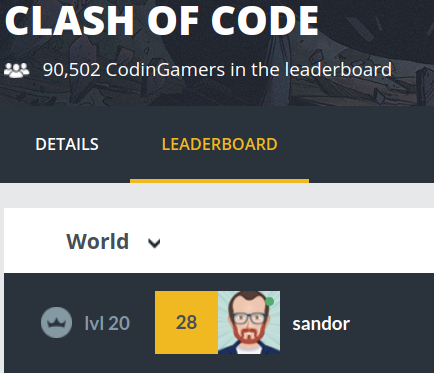 CLASH OF CODE
90,502 CodinGamers in the leaderboard
DETAILS LEADERBOARD
World
lvl 20 28 sandor